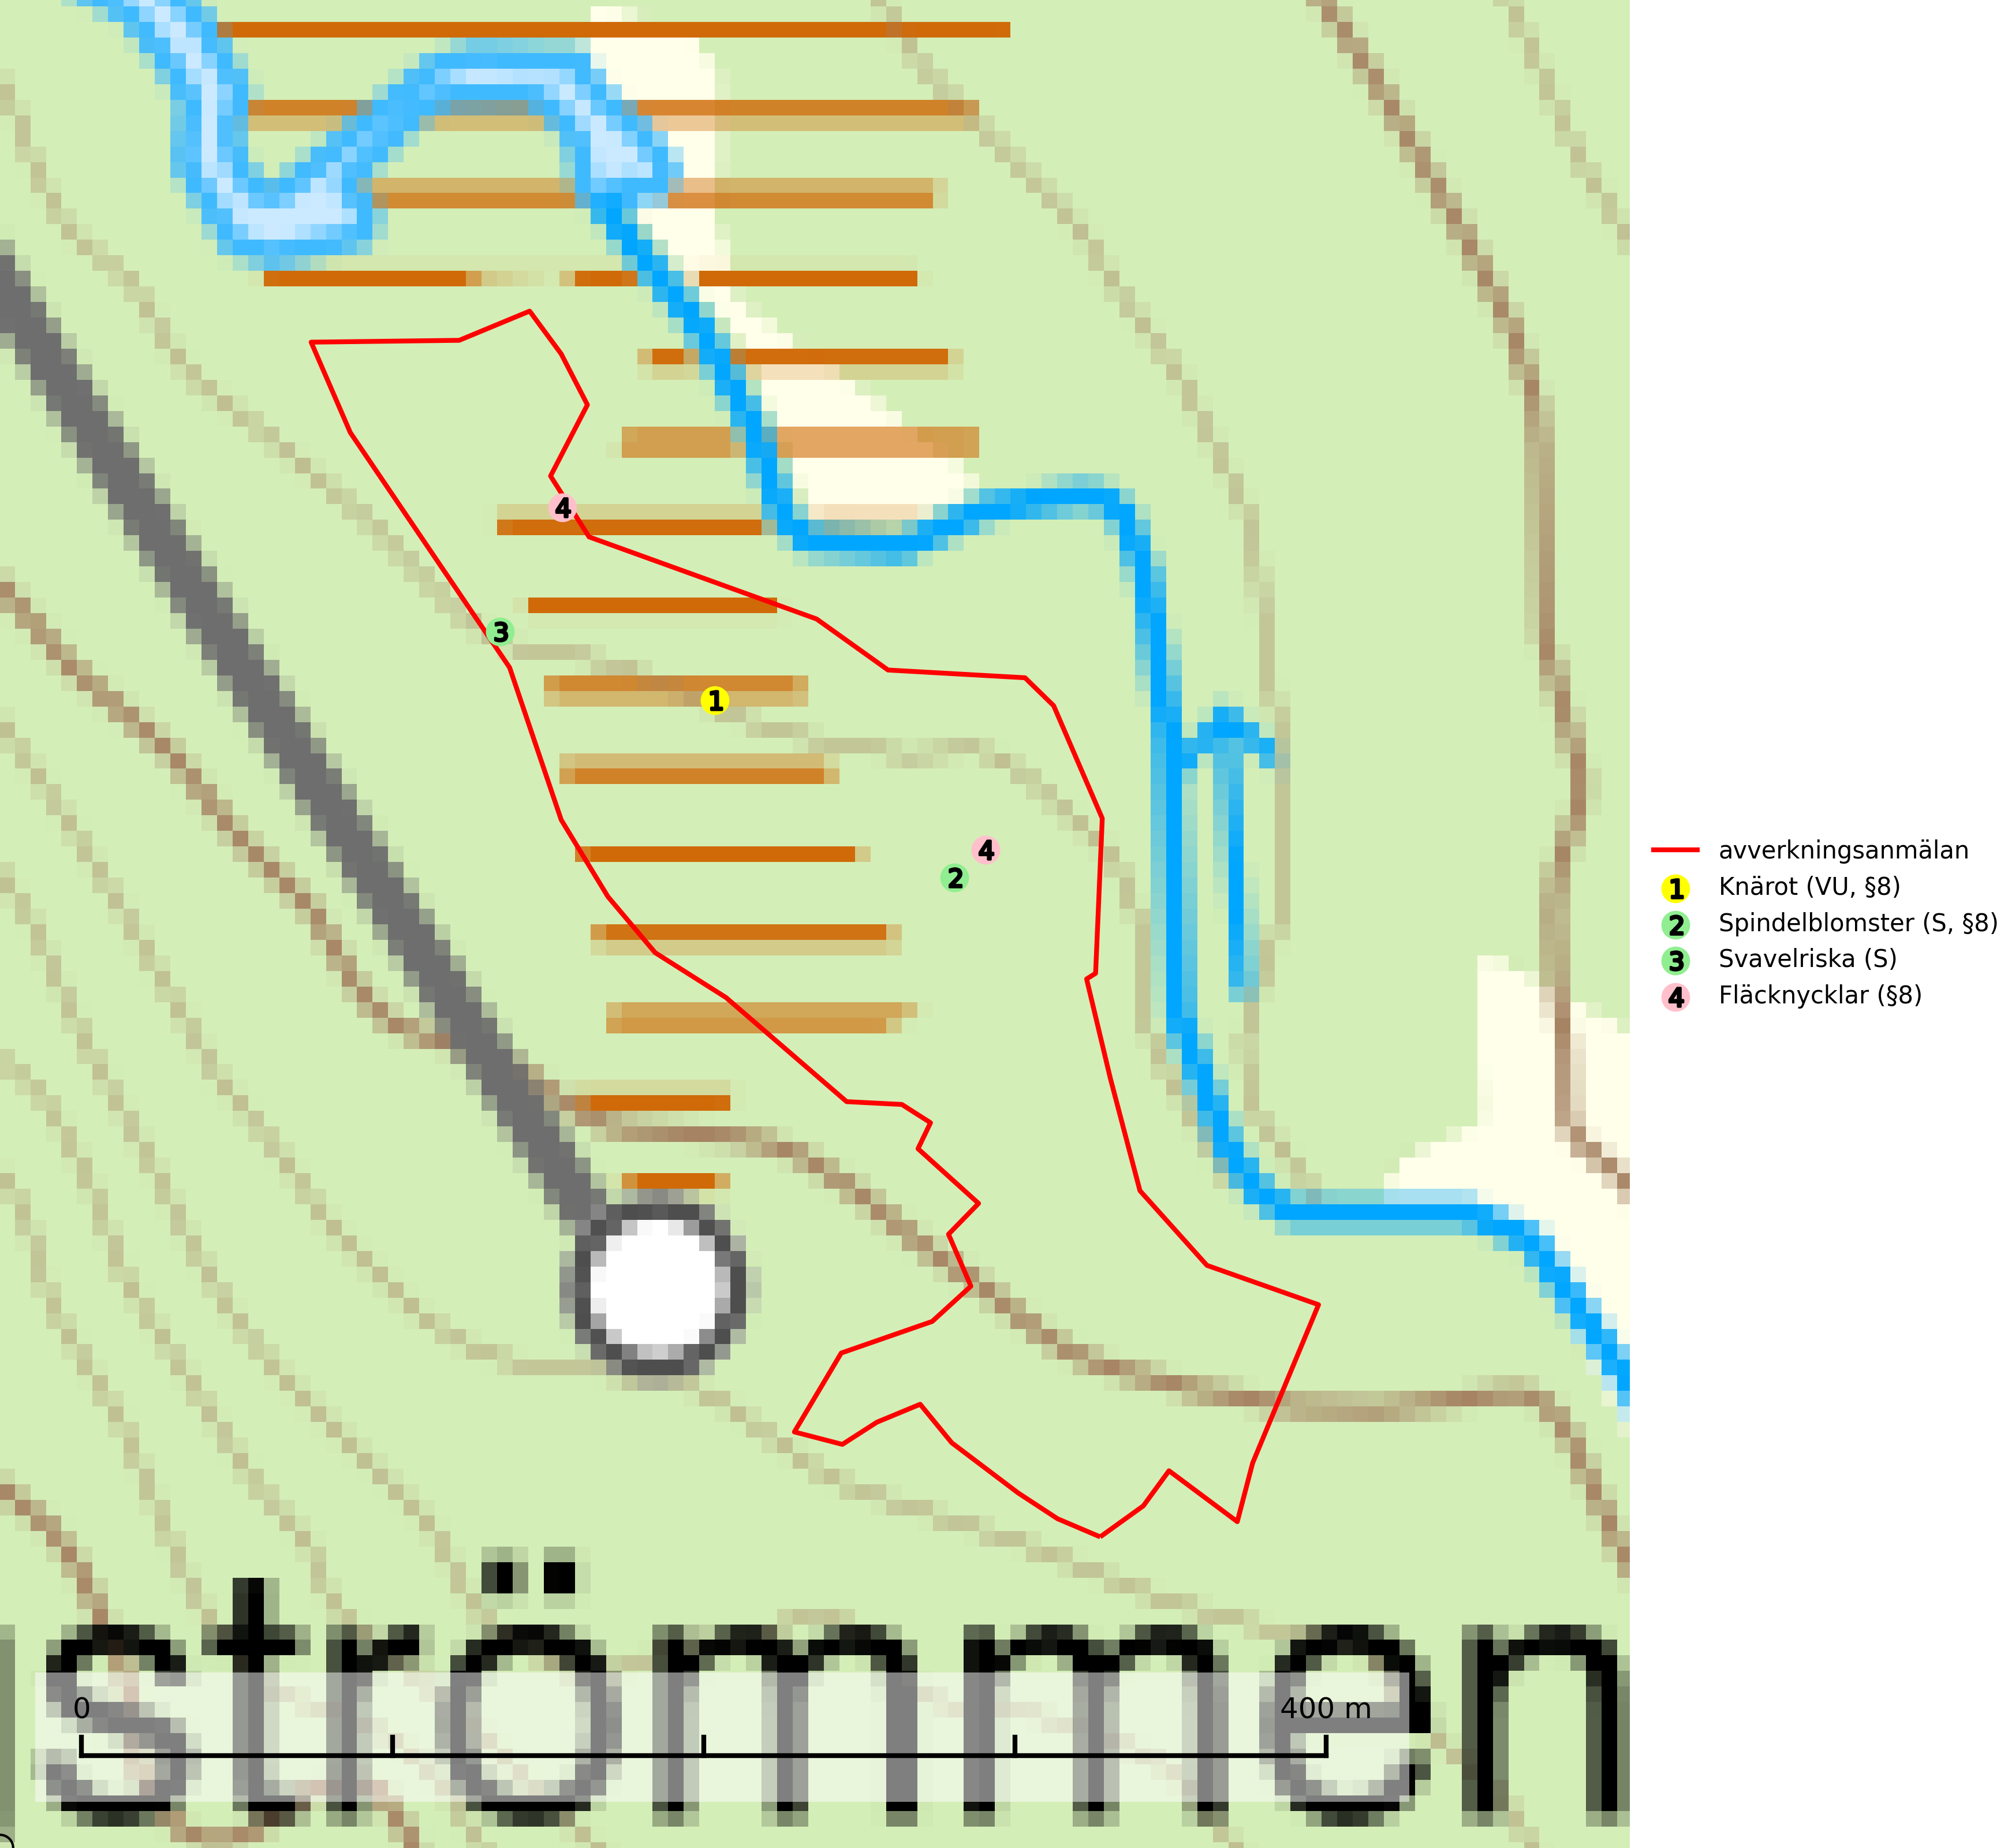 4
3
1
4
2
avverkningsanmälan
1 Knärot (VU, §8)
2 Spindelblomster (S, §8)
3 Svavelriska (S)
4 Fläcknycklar (§8)
strömmen
0 400 m